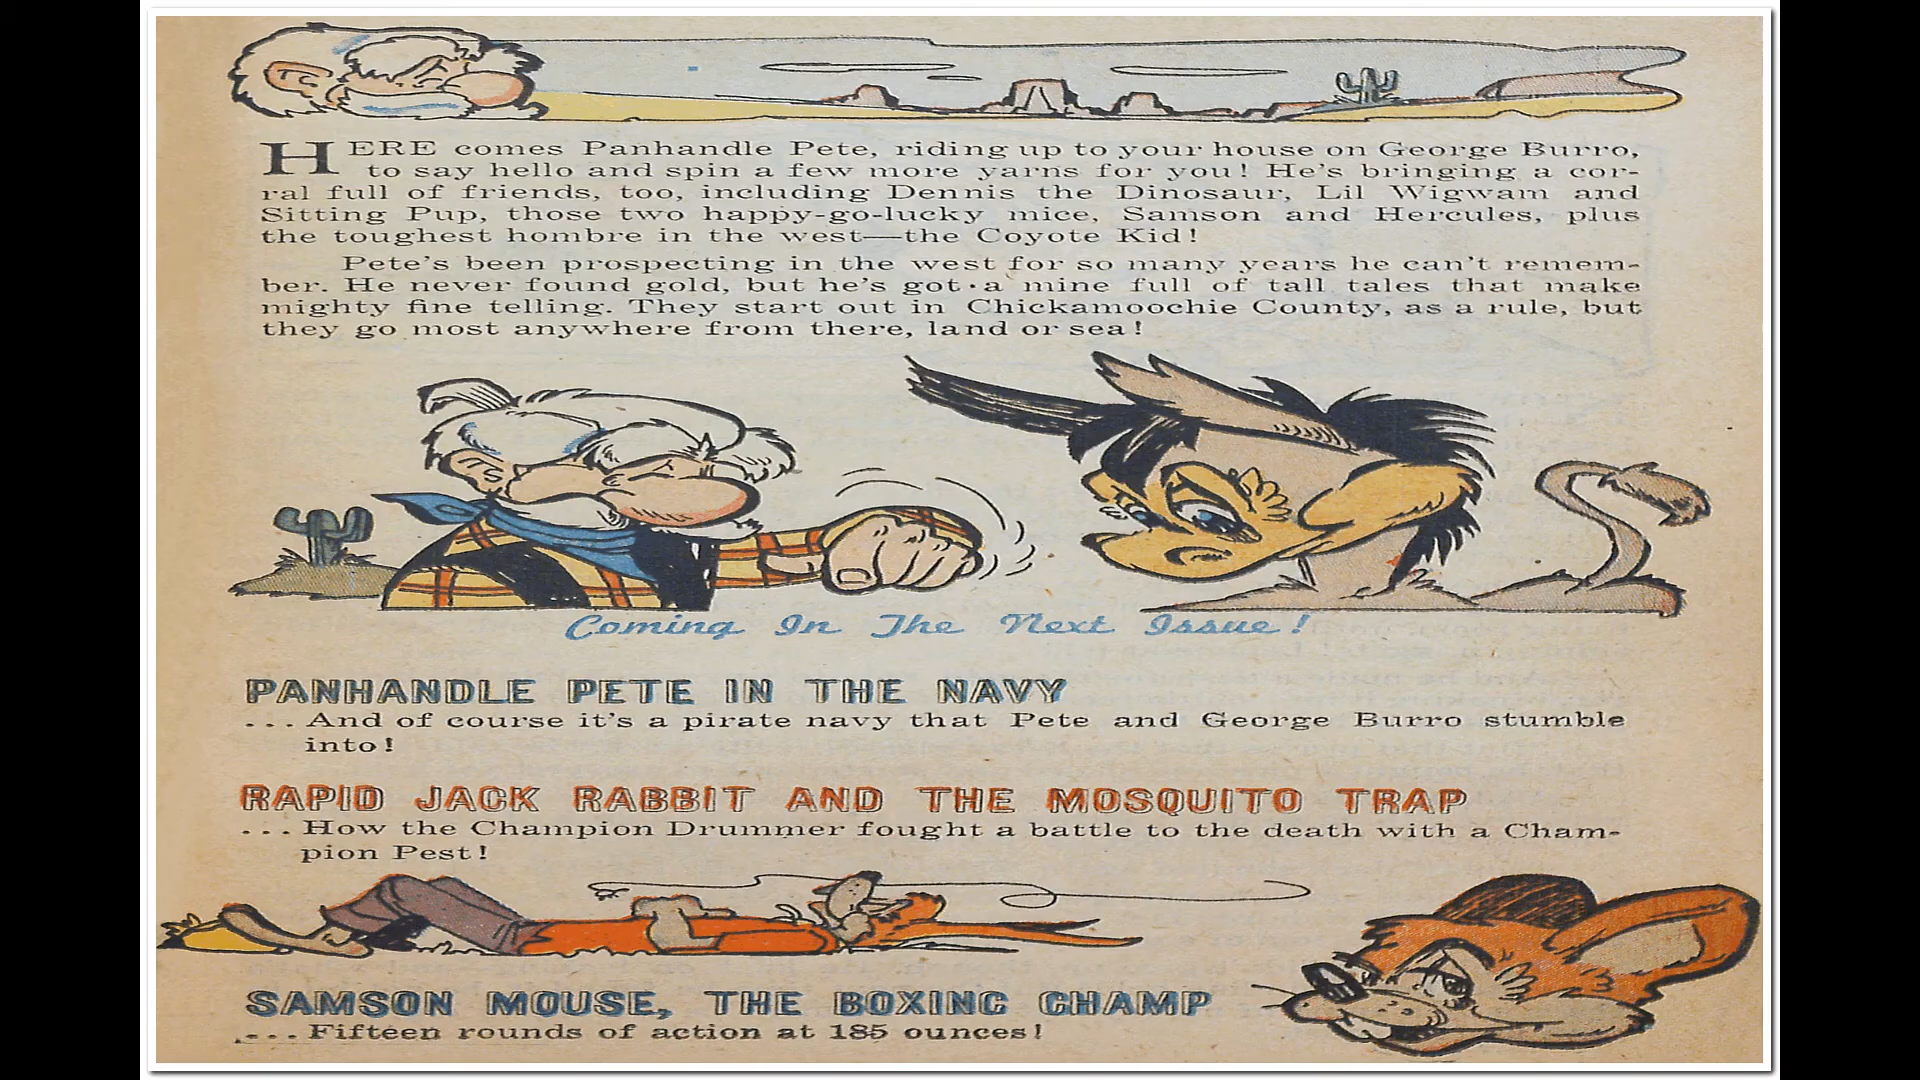 HERE comes Panhandle Pete, riding up to your house on George Burro,
to say hello and spin a few more yarns for you! He's bringing a cor-
ral full of friends, too, including Dennis the Dinosaur, Lil Wigwam and
Sitting Pup, those two happy-go-lucky mice, Samson and Hercules, plus
the toughest hombre in the west—the Coyote Kid!
Pete's been prospecting in the west for so many years he can't remem-
ber. He never found gold, but he's got a mine full of tall tales that make
mighty fine telling. They start out in Chickamoochie County, as a rule, but
they go most anywhere from there, land or sea!
Coming In The Next Issue!
PANHANDLE PETE IN THE NAVY
...And of course it's a pirate navy that Pete and George Burro stumble
into!
RAPID JACK RABBIT AND THE MOSQUITO TRAP
...How the Champion Drummer fought a battle to the death with a Cham-
pion Pest!
SAMSON MOUSE, THE BOXING CHAMP
...Fifteen rounds of action at 185 ounces!